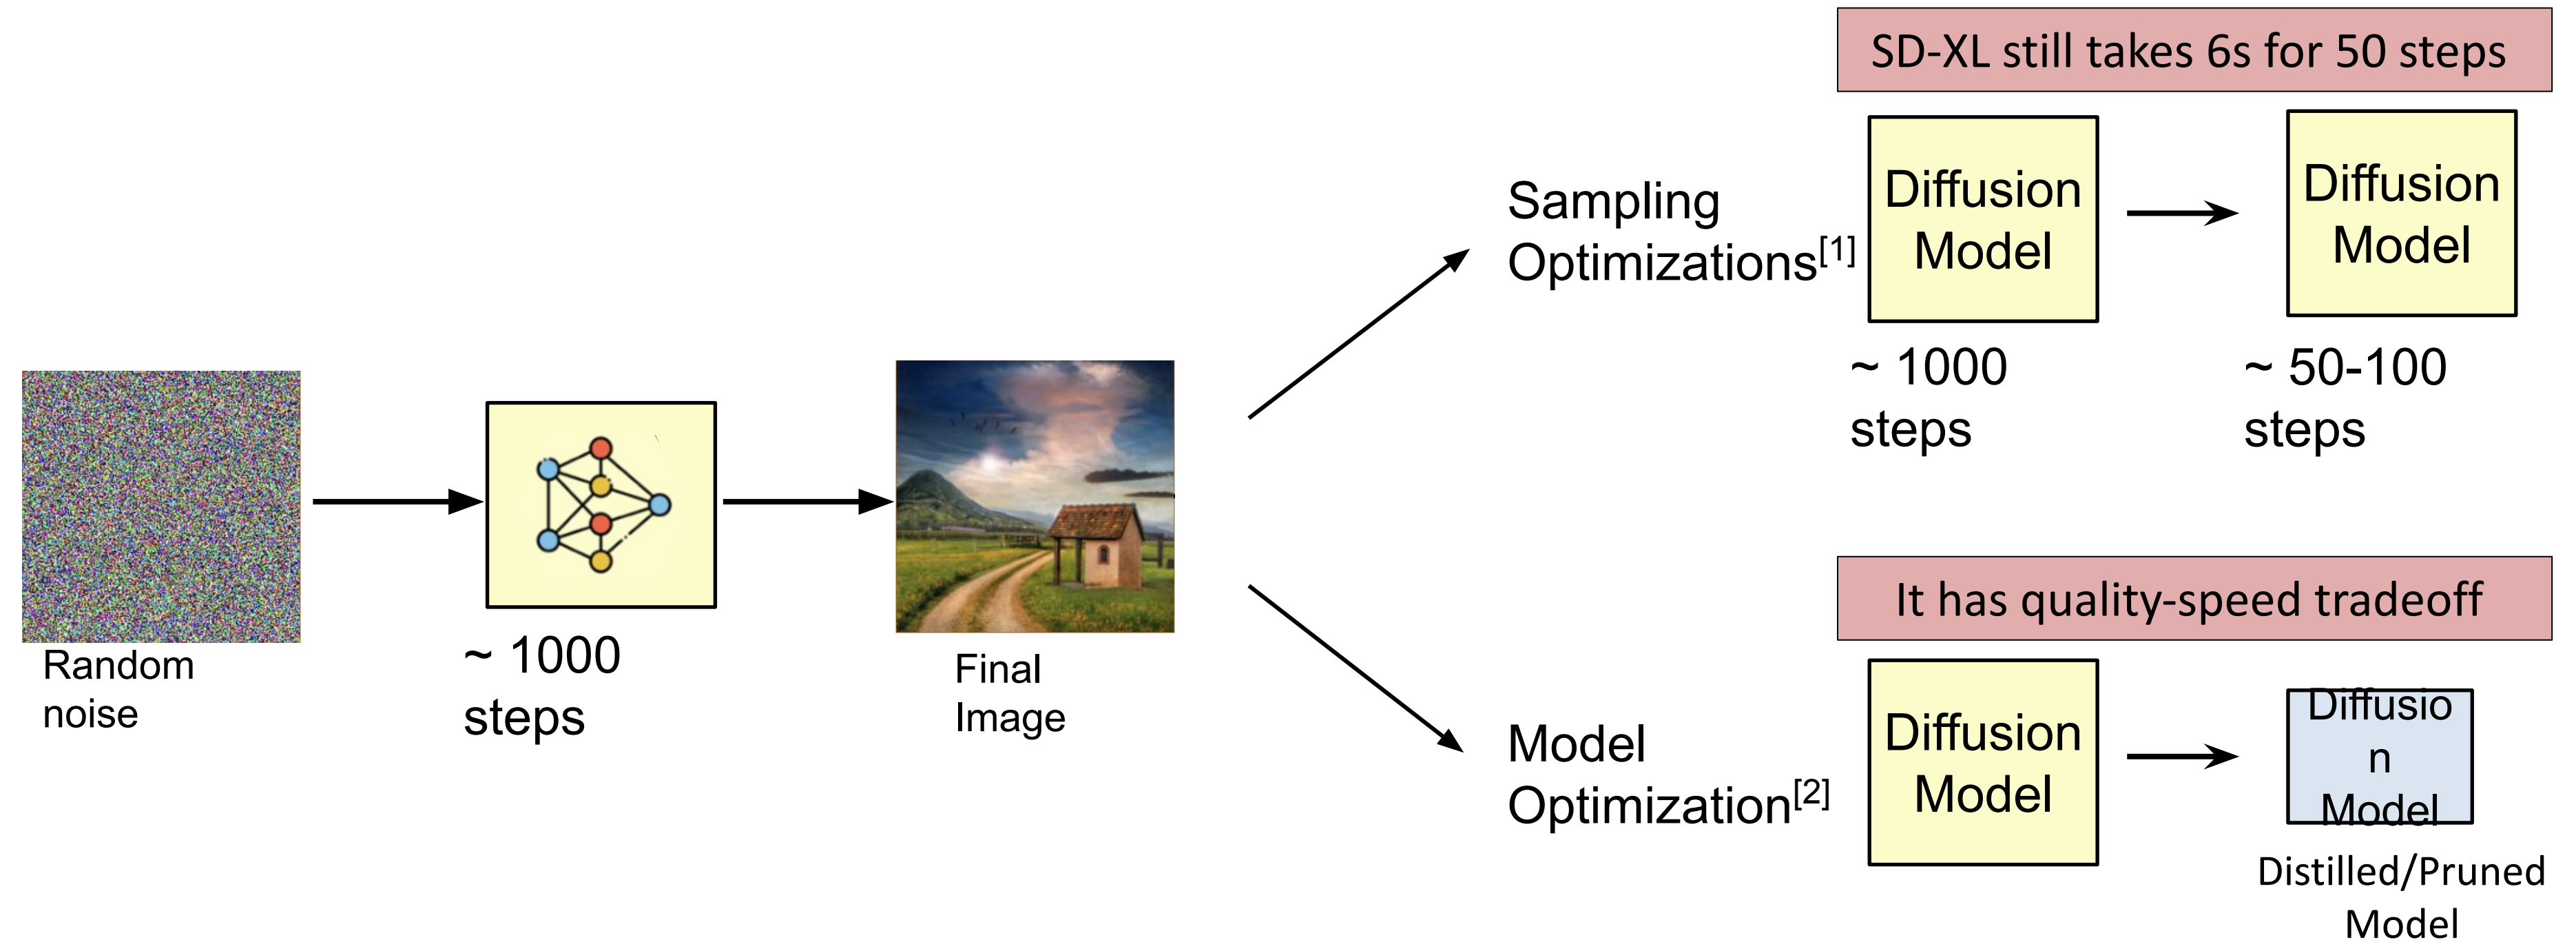 Random
noise
~ 1000
steps
Final
Image
Sampling
Optimizations[1]
SD-XL still takes 6s for 50 steps
Diffusion
Model
~ 1000
steps
Diffusion
Model
~ 50-100
steps
Model
Optimization[2]
It has quality-speed tradeoff
Diffusion
Model
Diffusio
n
Model
Distilled/Pruned
Model